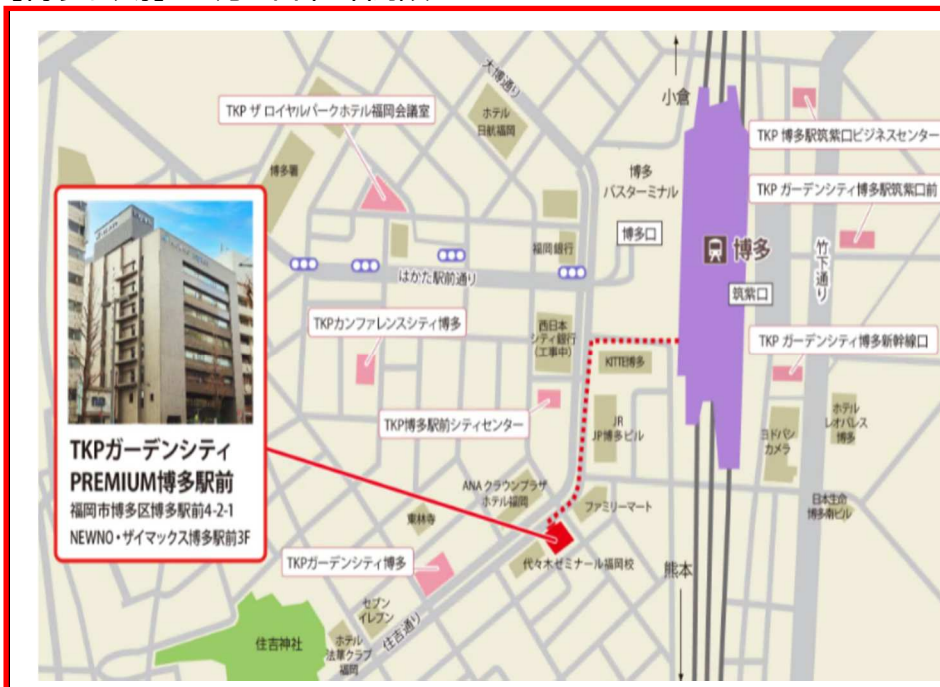 大博通り
小倉
TKP ザ ロイヤルパークホテル福岡会議室
ホテル
日航福岡
TKP 博多駅筑紫口ビジネスセンター
博多署
博多
バスターミナル
TKP ガーデンシティ博多駅筑紫口前
博多口
福岡銀行
博多
竹下通り
はかた駅前通り
筑紫口
TKPカンファレンスシティ博多
西日本
シティ銀行
(工事中)
KITTE博多
TKP ガーデンシティ博多新幹線口
TKP博多駅前シティセンター
JR
JP博多ビル
ヨドバシ
カメラ
ホテル
レオパレス
博多
TKPガーデンシティ
PREMIUM博多駅前
福岡市博多区博多駅前4-2-1
NEWNO・ザイマックス博多駅前3F
ANA クラウンプラザ
ホテル福岡
東林寺
ファミリーマート
日本生命
博多南ビル
TKPガーデンシティ博多
代々木ゼミナール福岡校
熊本
セブン
イレブン
住吉通り
住吉神社
ホテル
法華クラブ
福岡